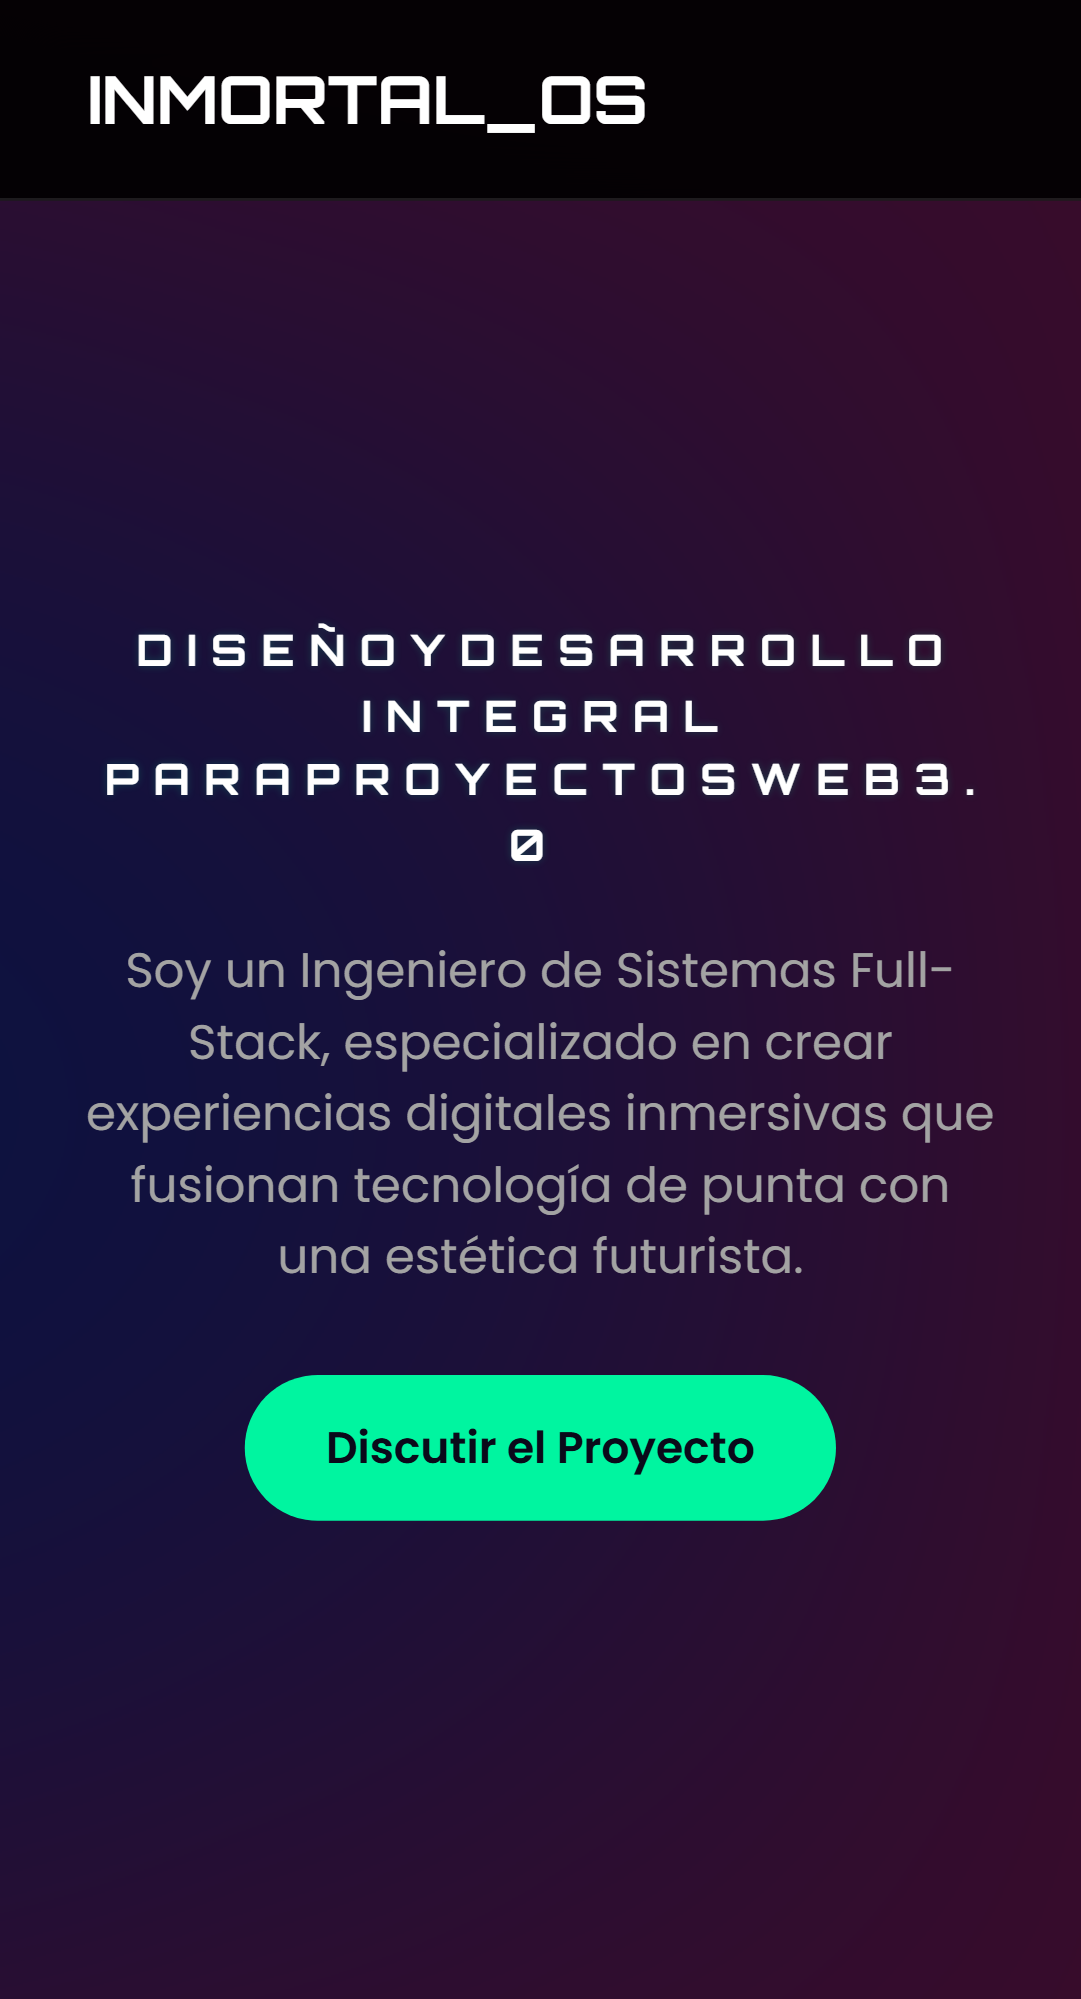 INMORTAL_OS
DISEÑOYDESARROLLO
INTEGRAL
PARAPROYECTOSWEB3.
0
Soy un Ingeniero de Sistemas Full-
Stack, especializado en crear
experiencias digitales inmersivas que
fusionan tecnología de punta con
una estética futurista.
Discutir el Proyecto